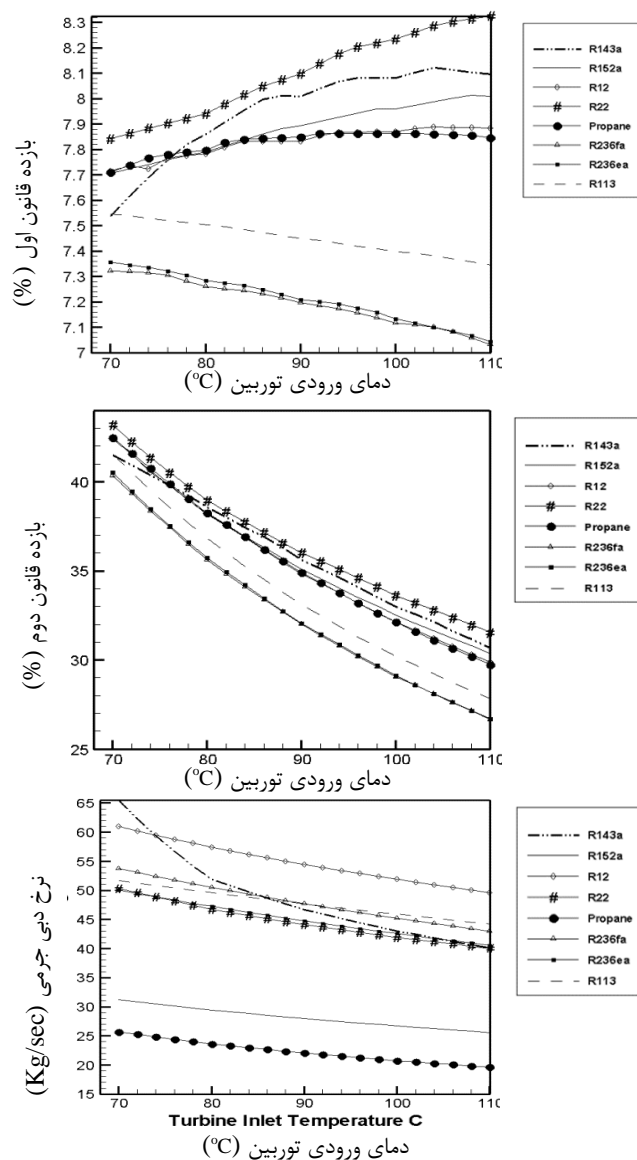 8.3
8.2
8.1
8
7.9
7.8
7.7
7.6
7.5
7.4
7.3
7.2
7.1
7
بازده قانون اول (%)
70 80 90 100 110
دمای ورودی توربین (°C)
R143a
R152a
R12
R22
Propane
R236fa
R236ea
R113
40
35
30
25
بازده قانون دوم (%)
70 80 90 100 110
دمای ورودی توربین (°C)
R143a
R152a
R12
R22
Propane
R236fa
R236ea
R113
65
60
55
50
45
40
35
30
25
20
15
نرخ دبی جرمی (Kg/sec)
70 80 90 100 110
Turbine Inlet Temperature C
دمای ورودی توربین (°C)
R143a
R152a
R12
R22
Propane
R236fa
R236ea
R113